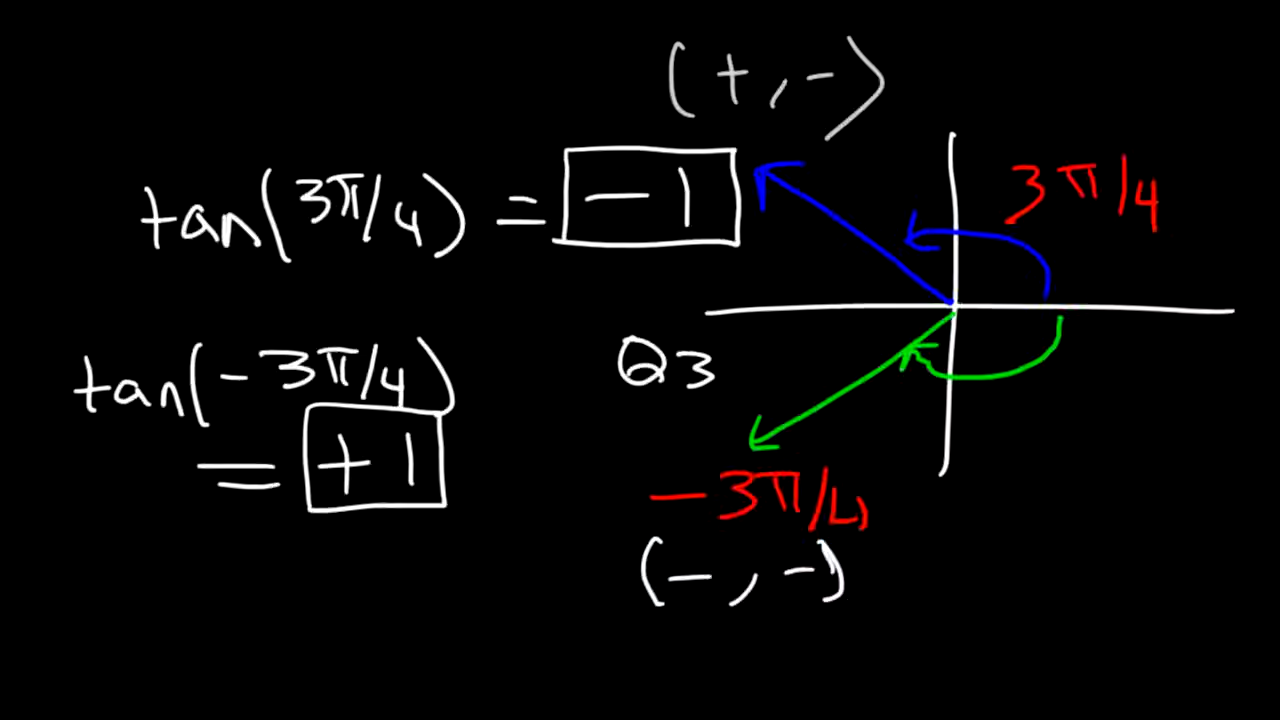 (+,-)
tan(3π/4) = -1
3π/4
tan(-3π/4)
= +1
Q3
-3π/4
(-,-)